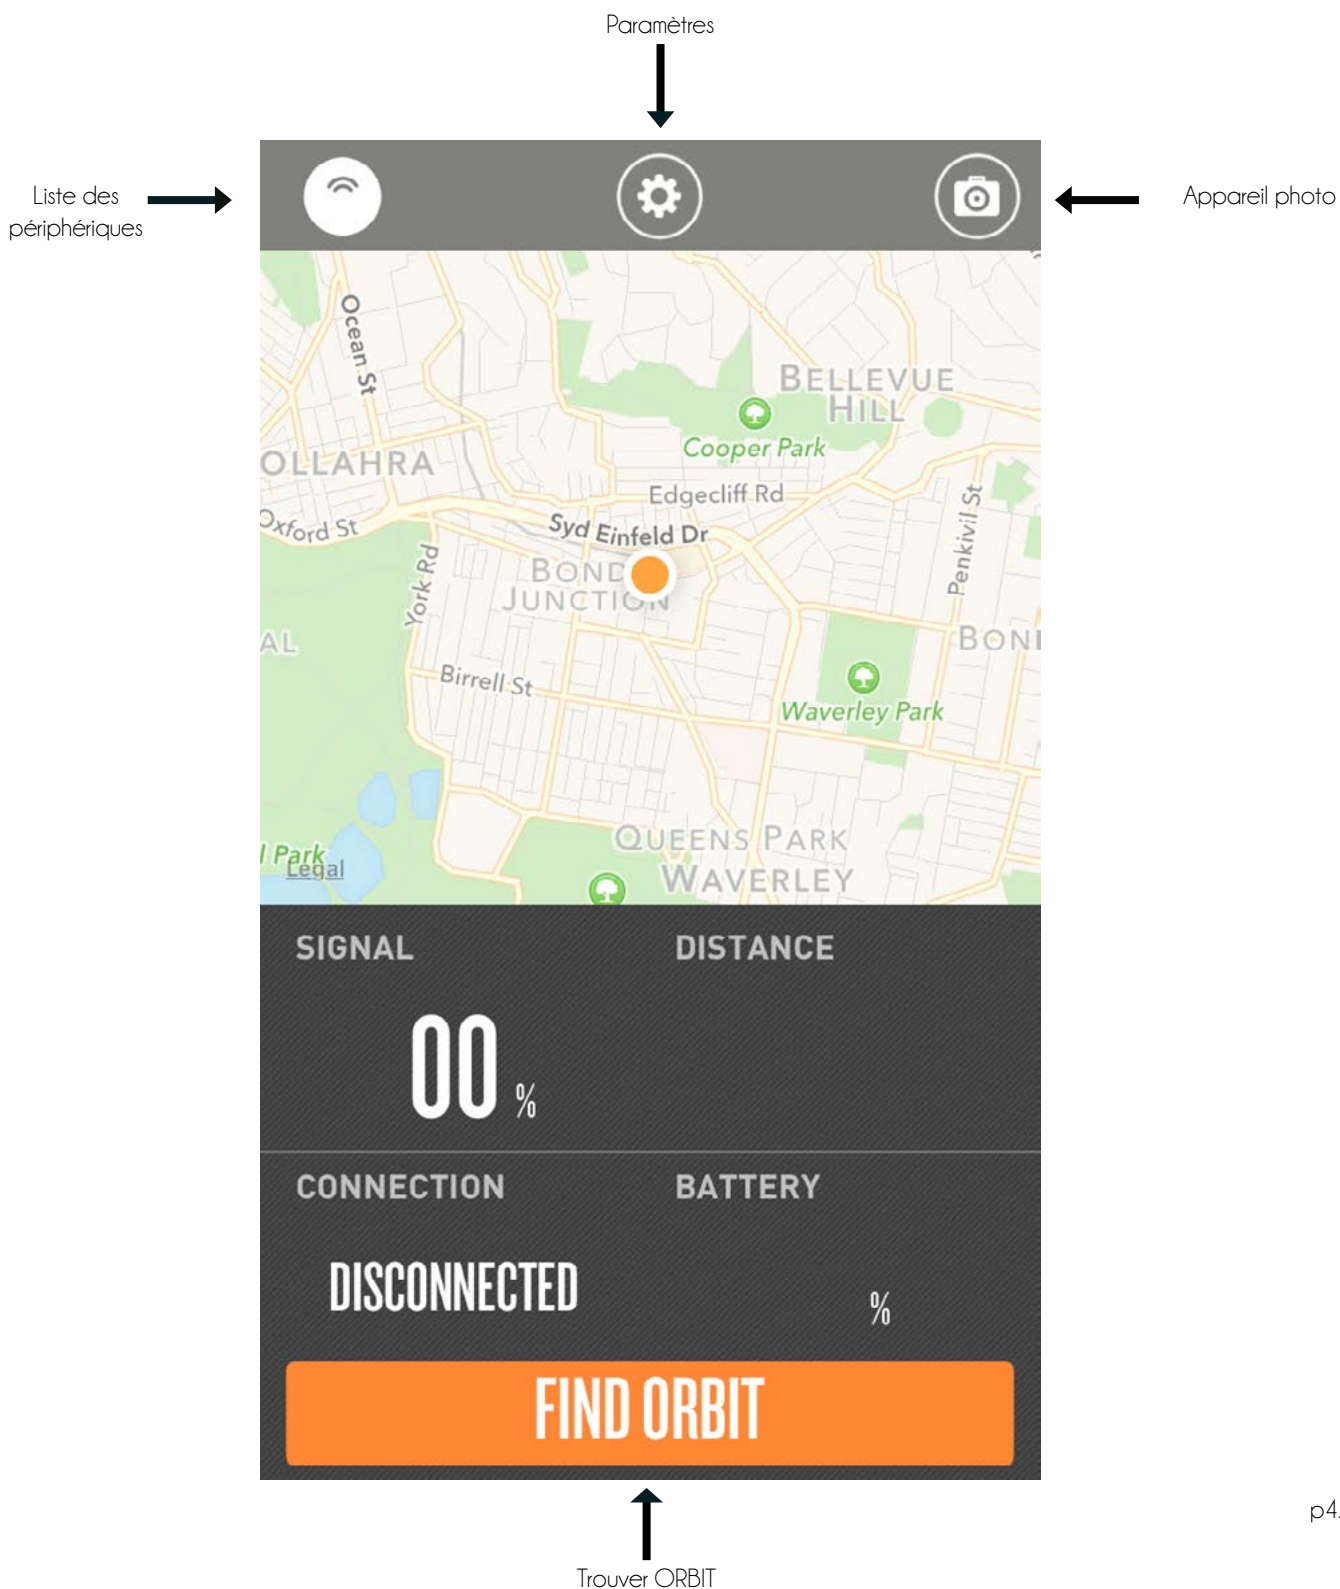 Paramètres
Liste des
périphériques
Appareil photo
Ocean St
BELLEVUE
HILL
Cooper Park
OLLAHRA
Edgecliff Rd
Oxford St
Syd Einfeld Dr
Penkivil St
York Rd
BOND
JUNCTION
AL
BONI
Birrell St
Waverley Park
QUEENS PARK
WAVERLEY
l Park
Legal
SIGNAL
DISTANCE
00 %
CONNECTION
BATTERY
DISCONNECTED
%
FIND ORBIT
p4.
Trouver ORBIT